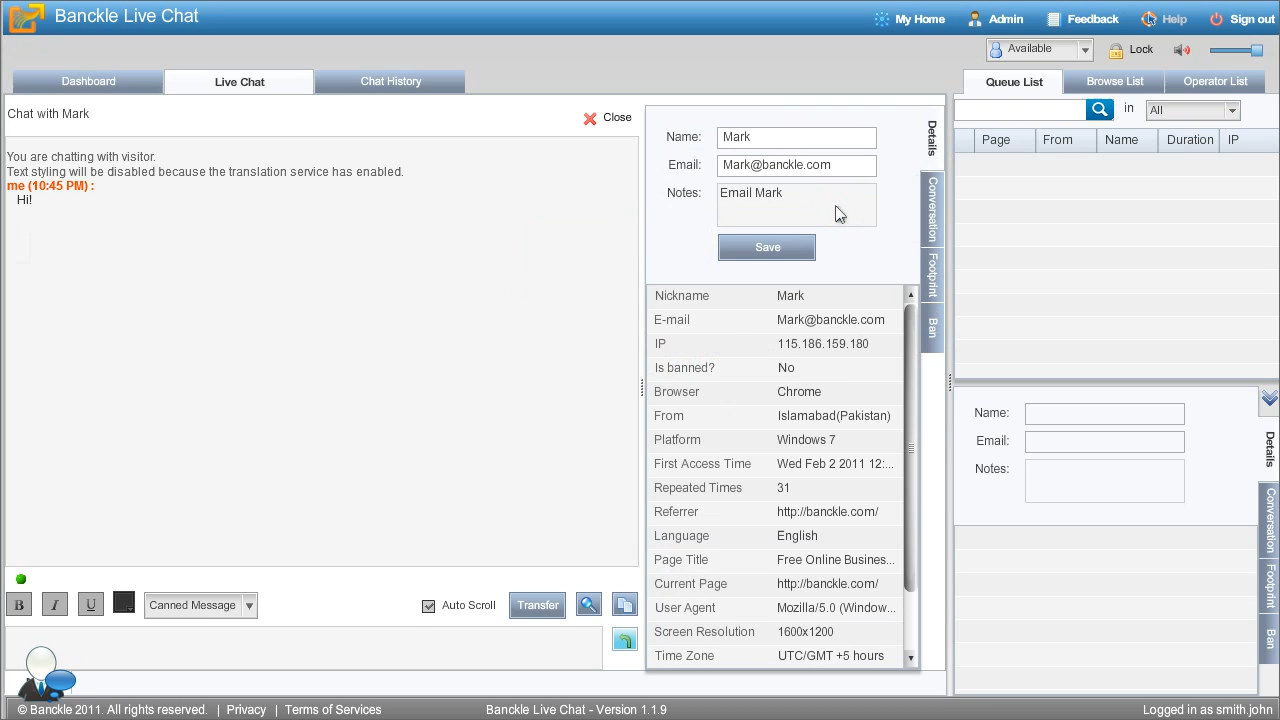 Banckle Live Chat
My Home
Admin
Feedback
Help
Sign out
Available
Lock
Dashboard
Live Chat
Chat History
Queue List
Browse List
Operator List
in
All
Page
From
Name
Duration
IP
Chat with Mark
Close
You are chatting with visitor.
Text styling will be disabled because the translation service has enabled.
me (10:45 PM) :
Hi!
Name: Mark
Email: Mark@banckle.com
Notes: Email Mark
Save
Details
Conversation
Footprint
Ban
Nickname Mark
E-mail Mark@banckle.com
IP 115.186.159.180
Is banned? No
Browser Chrome
From Islamabad(Pakistan)
Platform Windows 7
First Access Time Wed Feb 2 2011 12:...
Repeated Times 31
Referrer http://banckle.com/
Language English
Page Title Free Online Busines...
Current Page http://banckle.com/
User Agent Mozilla/5.0 (Window...
Screen Resolution 1600x1200
Time Zone UTC/GMT +5 hours
Name:
Email:
Notes:
Details
Conversation
Footprint
Ban
B I U
Canned Message
Auto Scroll
Transfer
© Banckle 2011. All rights reserved. | Privacy | Terms of Services
Banckle Live Chat - Version 1.1.9
Logged in as smith.john